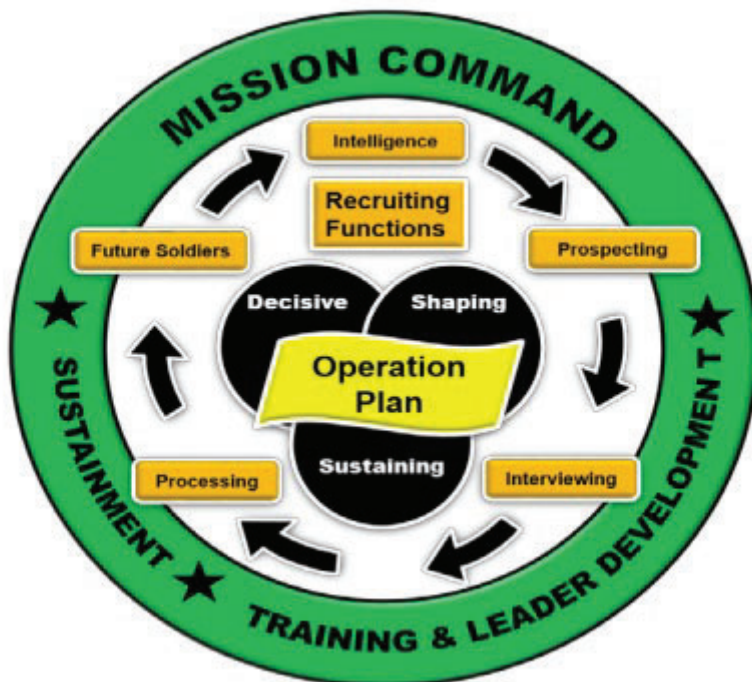 MISSION COMMAND
Intelligence
Recruiting
Functions
Future Soldiers
Prospecting
Decisive
Shaping
Operation
Plan
Sustaining
Processing
Interviewing
SUSTAINMENT
TRAINING & LEADER DEVELOPMENT